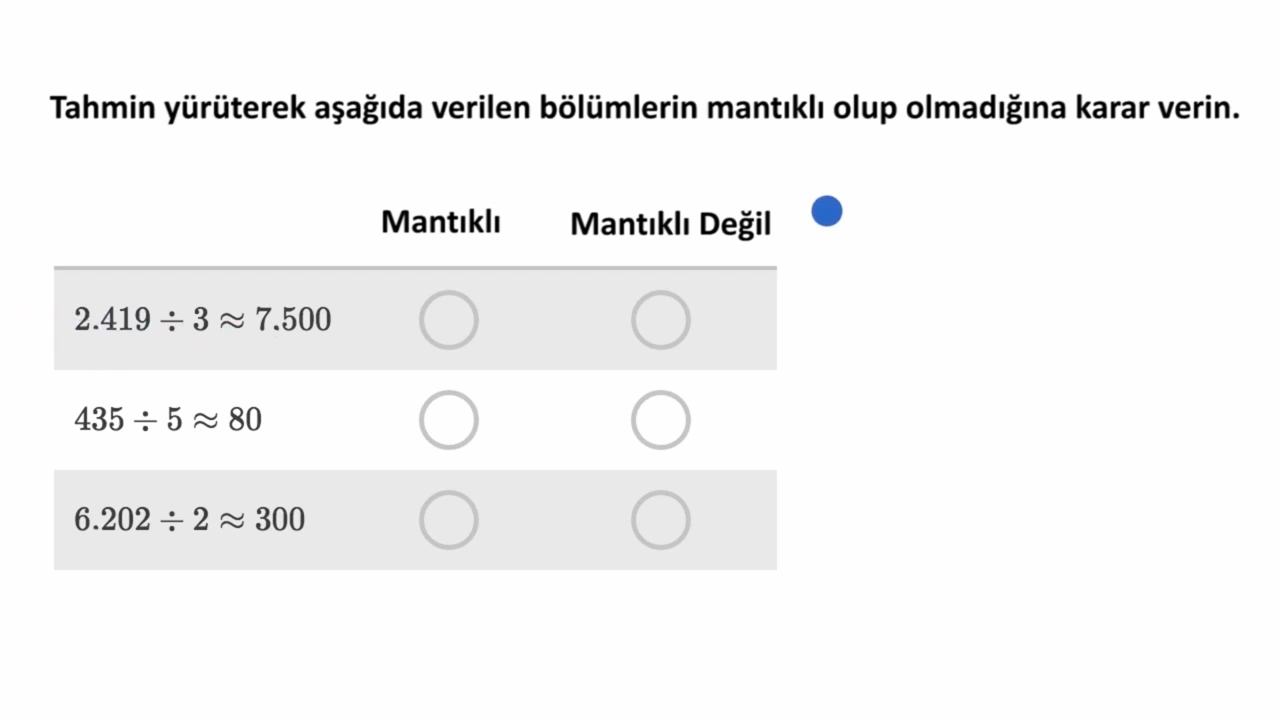 Tahmin yürüterek aşağıda verilen bölümlerin mantıklı olup olmadığına karar verin.
Mantıklı Mantıklı Değil
2.419 ÷ 3 ≈ 7.500
435 ÷ 5 ≈ 80
6.202 ÷ 2 ≈ 300